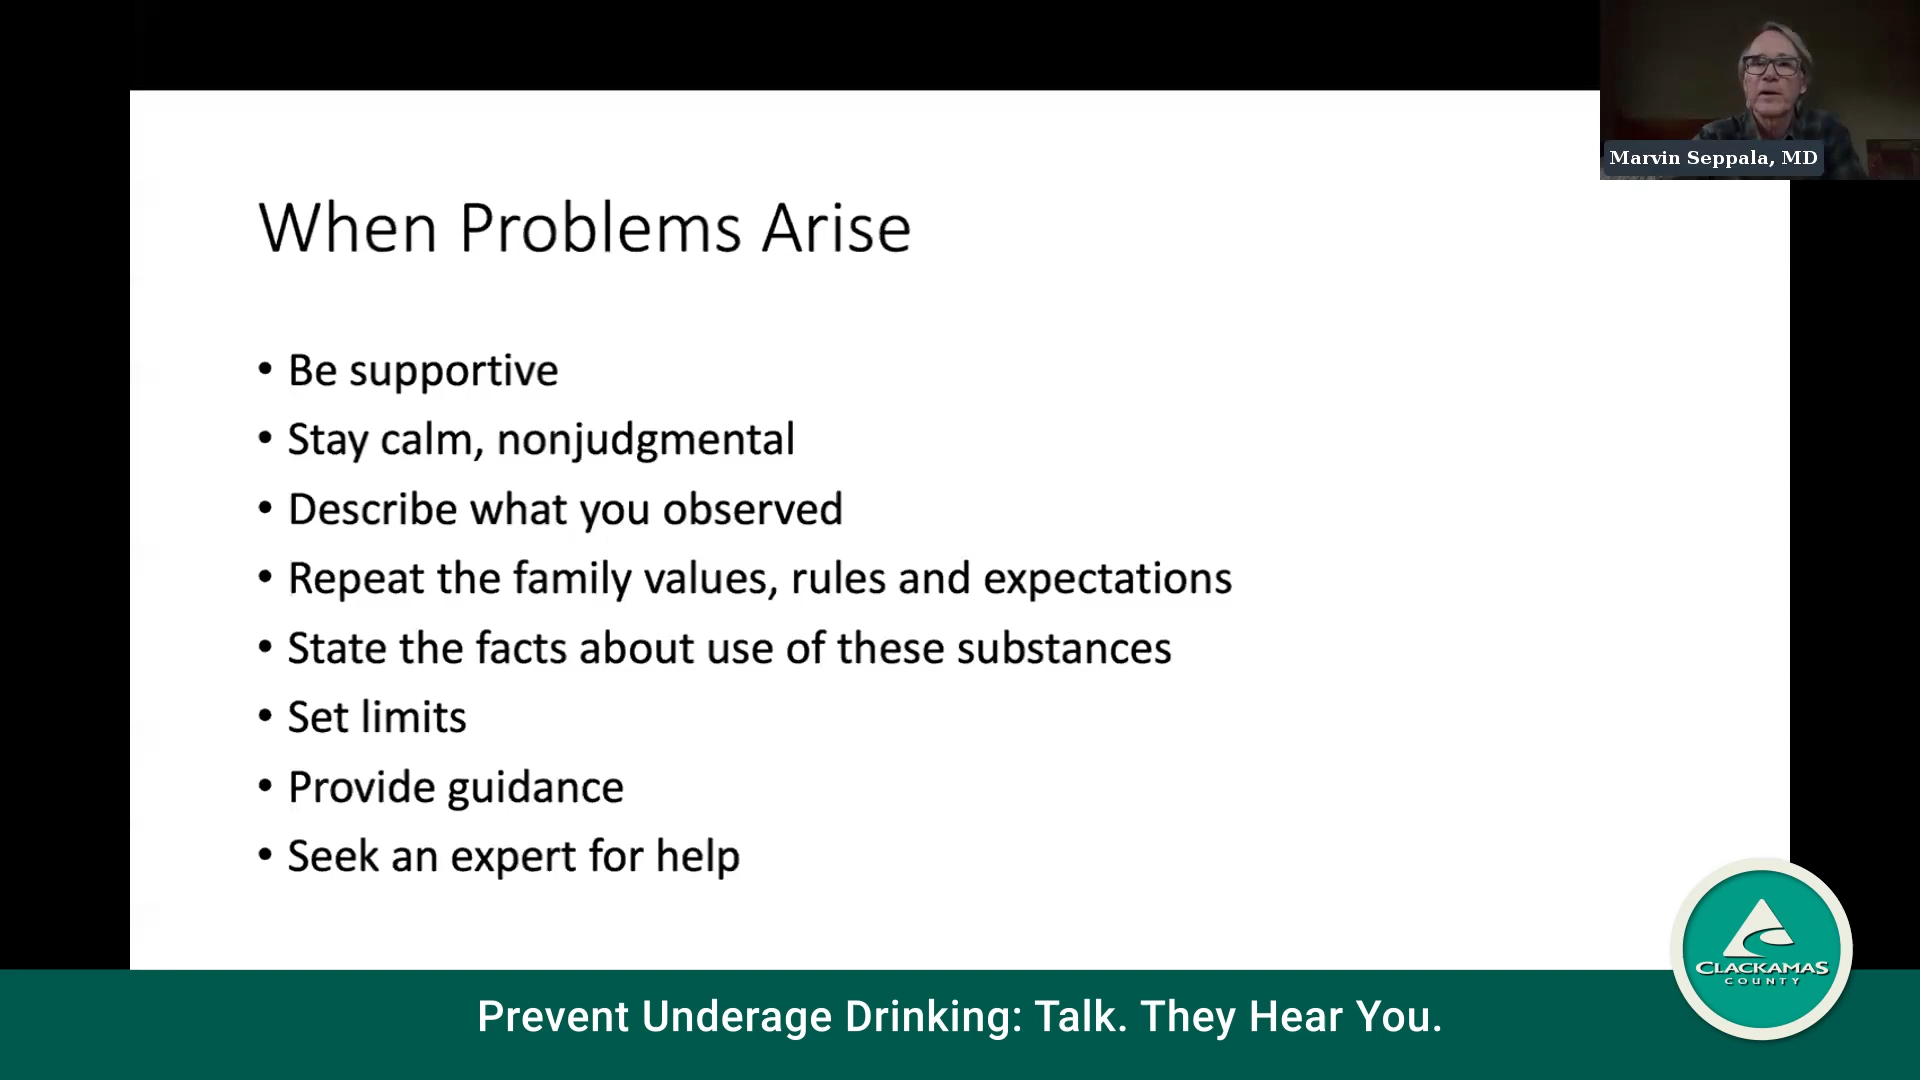 Marvin Seppala, MD
When Problems Arise
• Be supportive
• Stay calm, nonjudgmental
• Describe what you observed
• Repeat the family values, rules and expectations
• State the facts about use of these substances
• Set limits
• Provide guidance
• Seek an expert for help
CLACKAMAS
COUNTY
Prevent Underage Drinking: Talk. They Hear You.